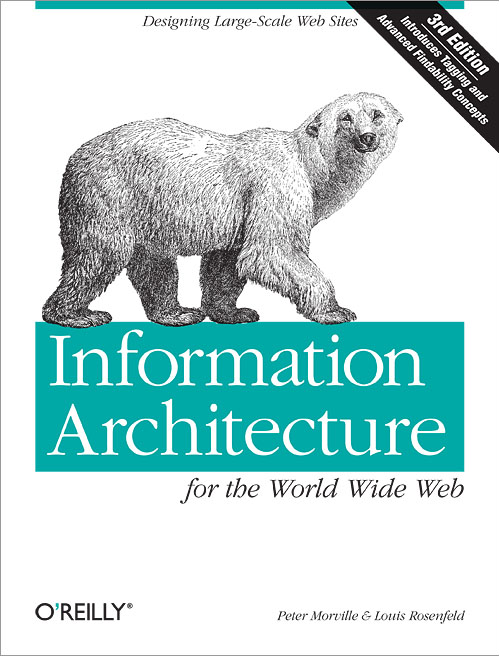 Designing Large-Scale Web Sites
3rd Edition
Introduces Tagging and
Advanced Findability Concepts
Information
Architecture
for the World Wide Web
O'REILLY®
Peter Morville & Louis Rosenfeld